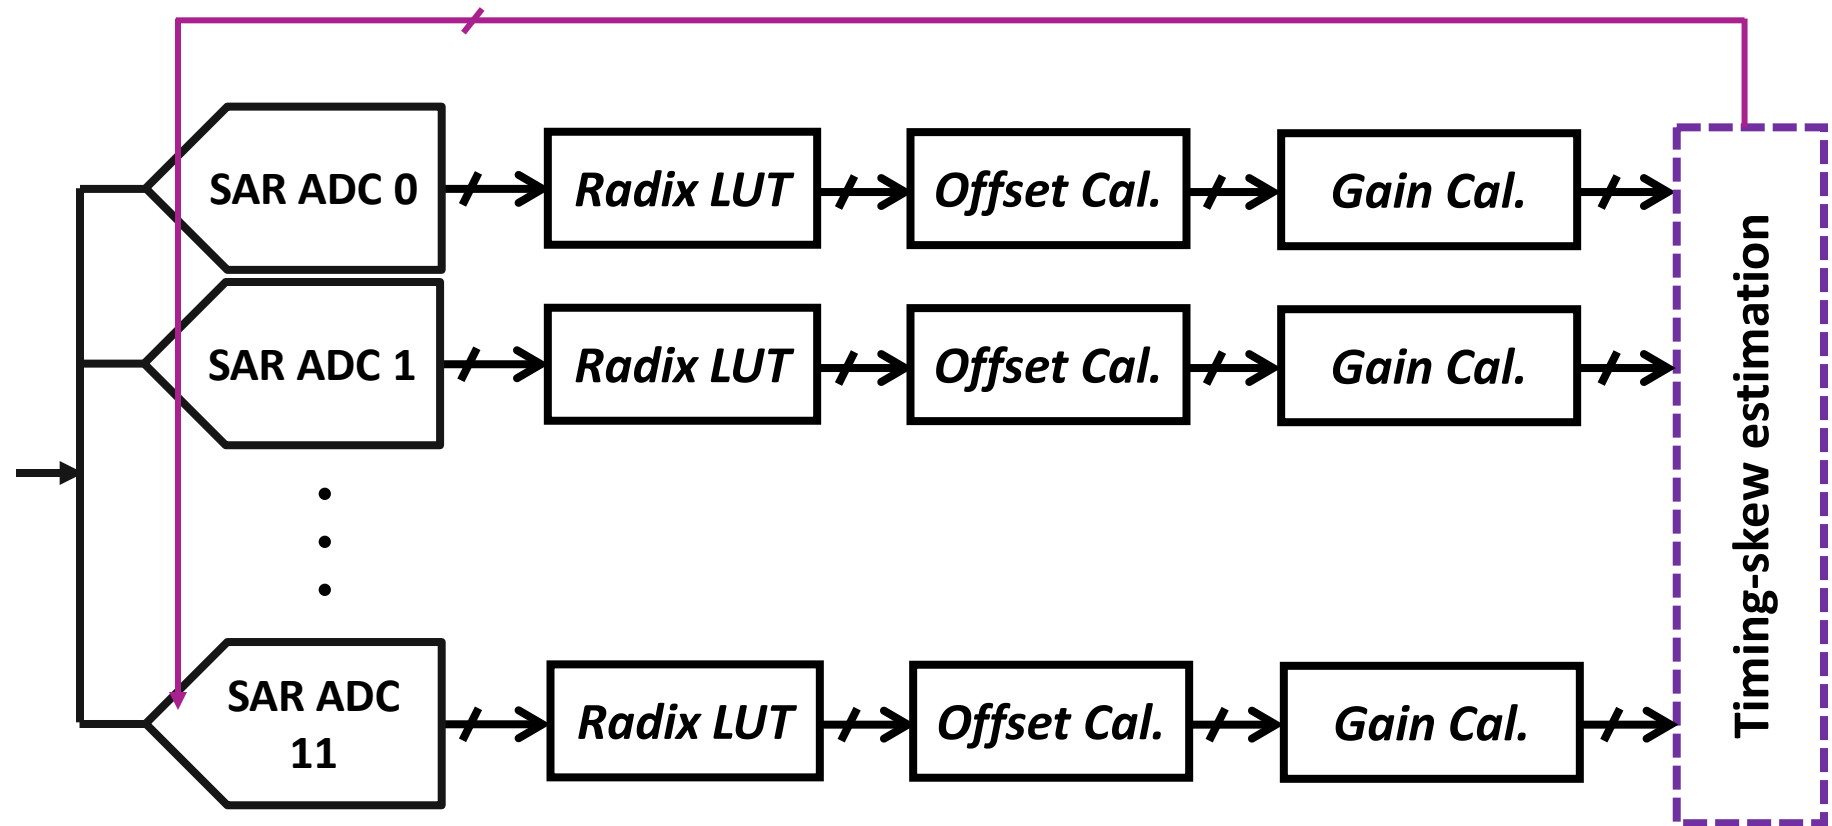 SAR ADC 0
Radix LUT
Offset Cal.
Gain Cal.
SAR ADC 1
Radix LUT
Offset Cal.
Gain Cal.
SAR ADC
11
Radix LUT
Offset Cal.
Gain Cal.
Timing-skew estimation